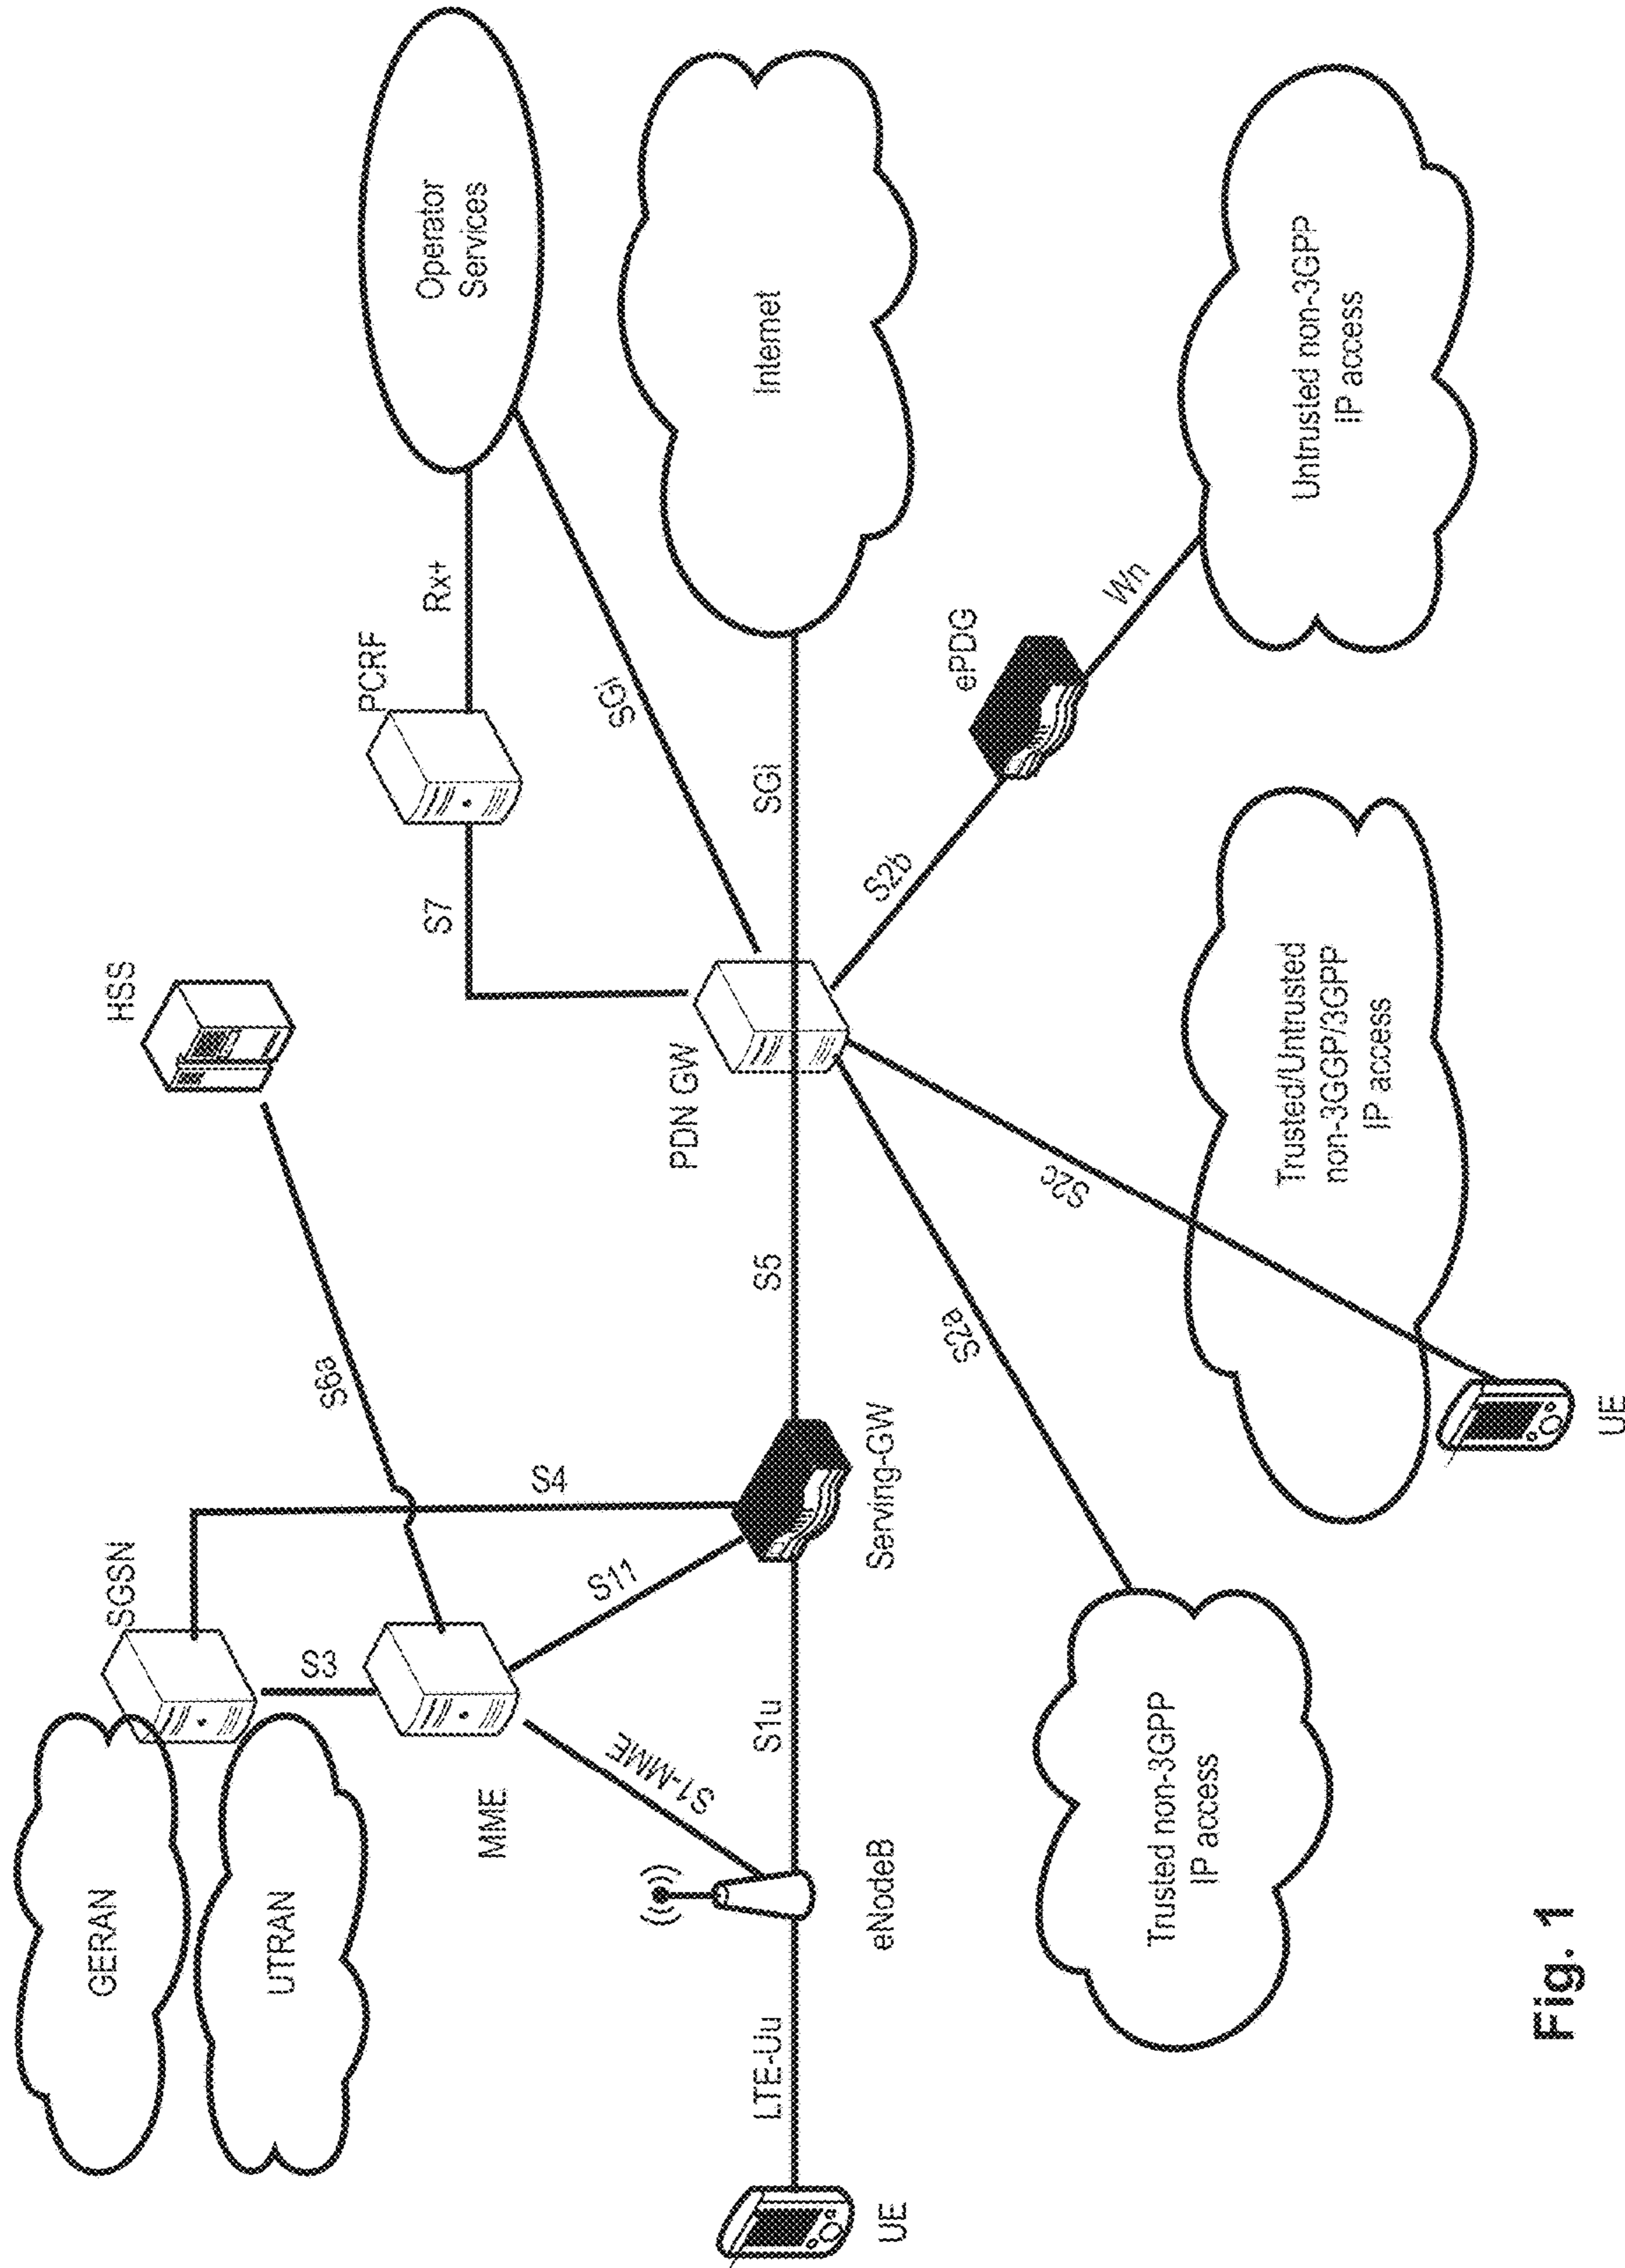 GERAN
UTRAN
SGSN
S3
MME
S1-MME
S11
S4
S6a
HSS
S7
PCRF
Rx+
Operator
Services
sGi
Internet
SGi
PDN GW
S5
Serving-GW
S1u
eNodeB
LTE-Uu
UE
S2a
S2c
S2b
ePDG
Wn
Trusted non-3GPP
IP access
Trusted/Untrusted
non-3GGP/3GPP
IP access
UE
Untrusted non-3GPP
IP access
Fig. 1